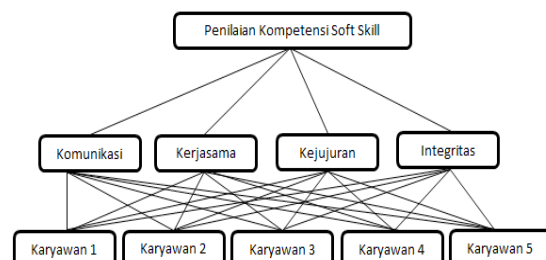 Penilaian Kompetensi Soft Skill
Komunikasi
Kerjasama
Kejujuran
Integritas
Karyawan 1
Karyawan 2
Karyawan 3
Karyawan 4
Karyawan 5